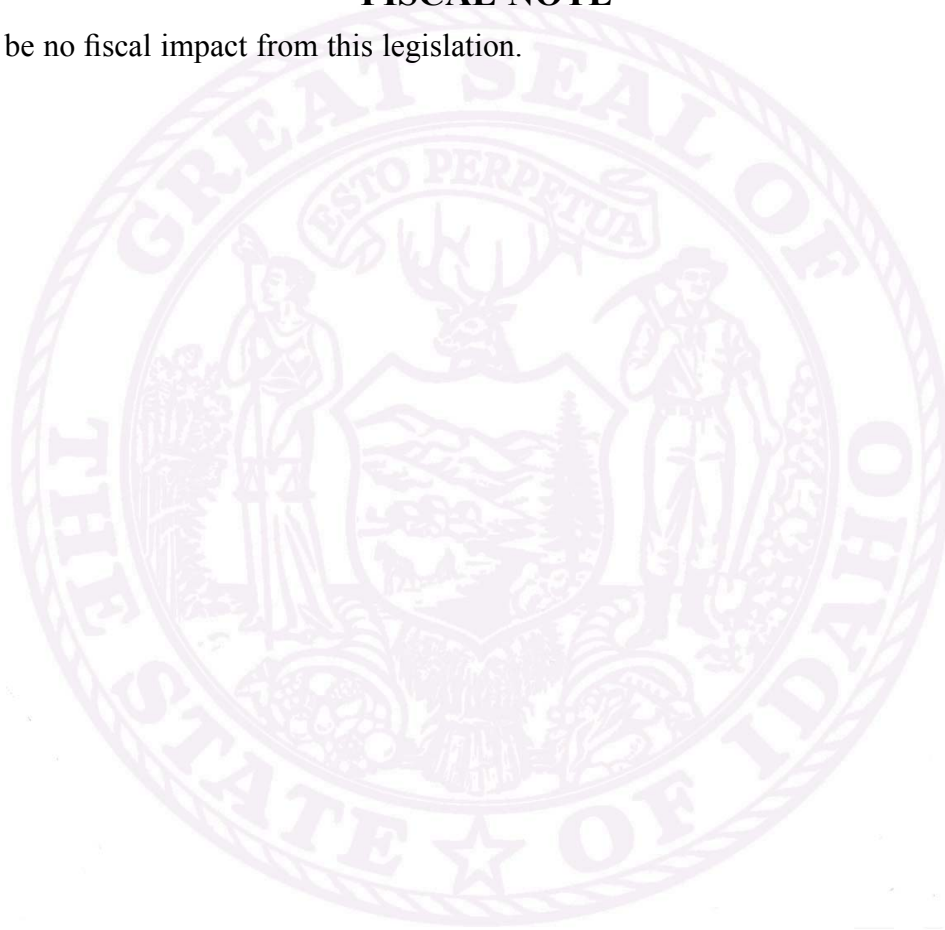 FISCAL NOTE
be no fiscal impact from this legislation.
GREAT SEAL OF
THE STATE ★ OF IDAHO
ESTO PERPETUA